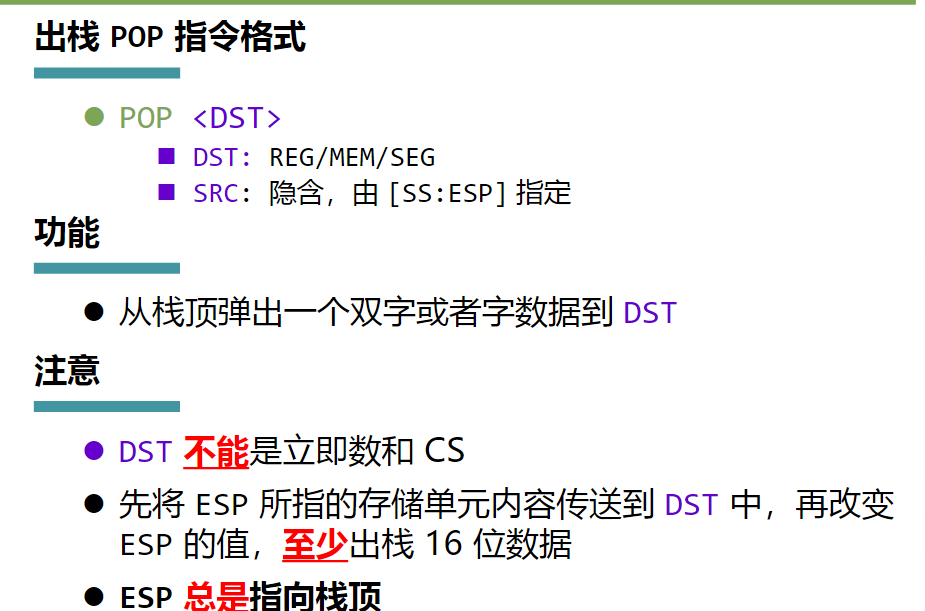 出栈 POP 指令格式
POP <DST>
DST: REG/MEM/SEG
SRC: 隐含，由 [SS:ESP] 指定
功能
从栈顶弹出一个双字或者字数据到 DST
注意
DST 不能是立即数和 CS
先将 ESP 所指的存储单元内容传送到 DST 中，再改变
ESP 的值，至少出栈 16 位数据
ESP 总是指向栈顶